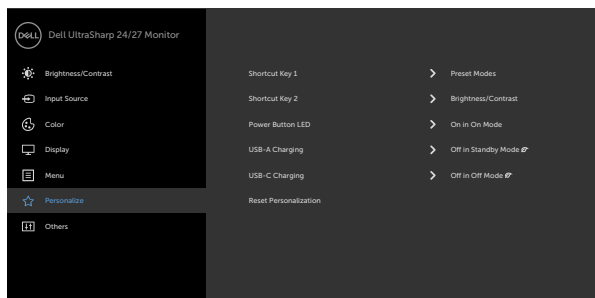 DELL Dell UltraSharp 24/27 Monitor
Brightness/Contrast Shortcut Key 1 Preset Modes
Input Source Shortcut Key 2 Brightness/Contrast
Color Power Button LED On in On Mode
Display USB-A Charging Off in Standby Mode
Menu USB-C Charging Off in Off Mode
Personalize Reset Personalization
Others